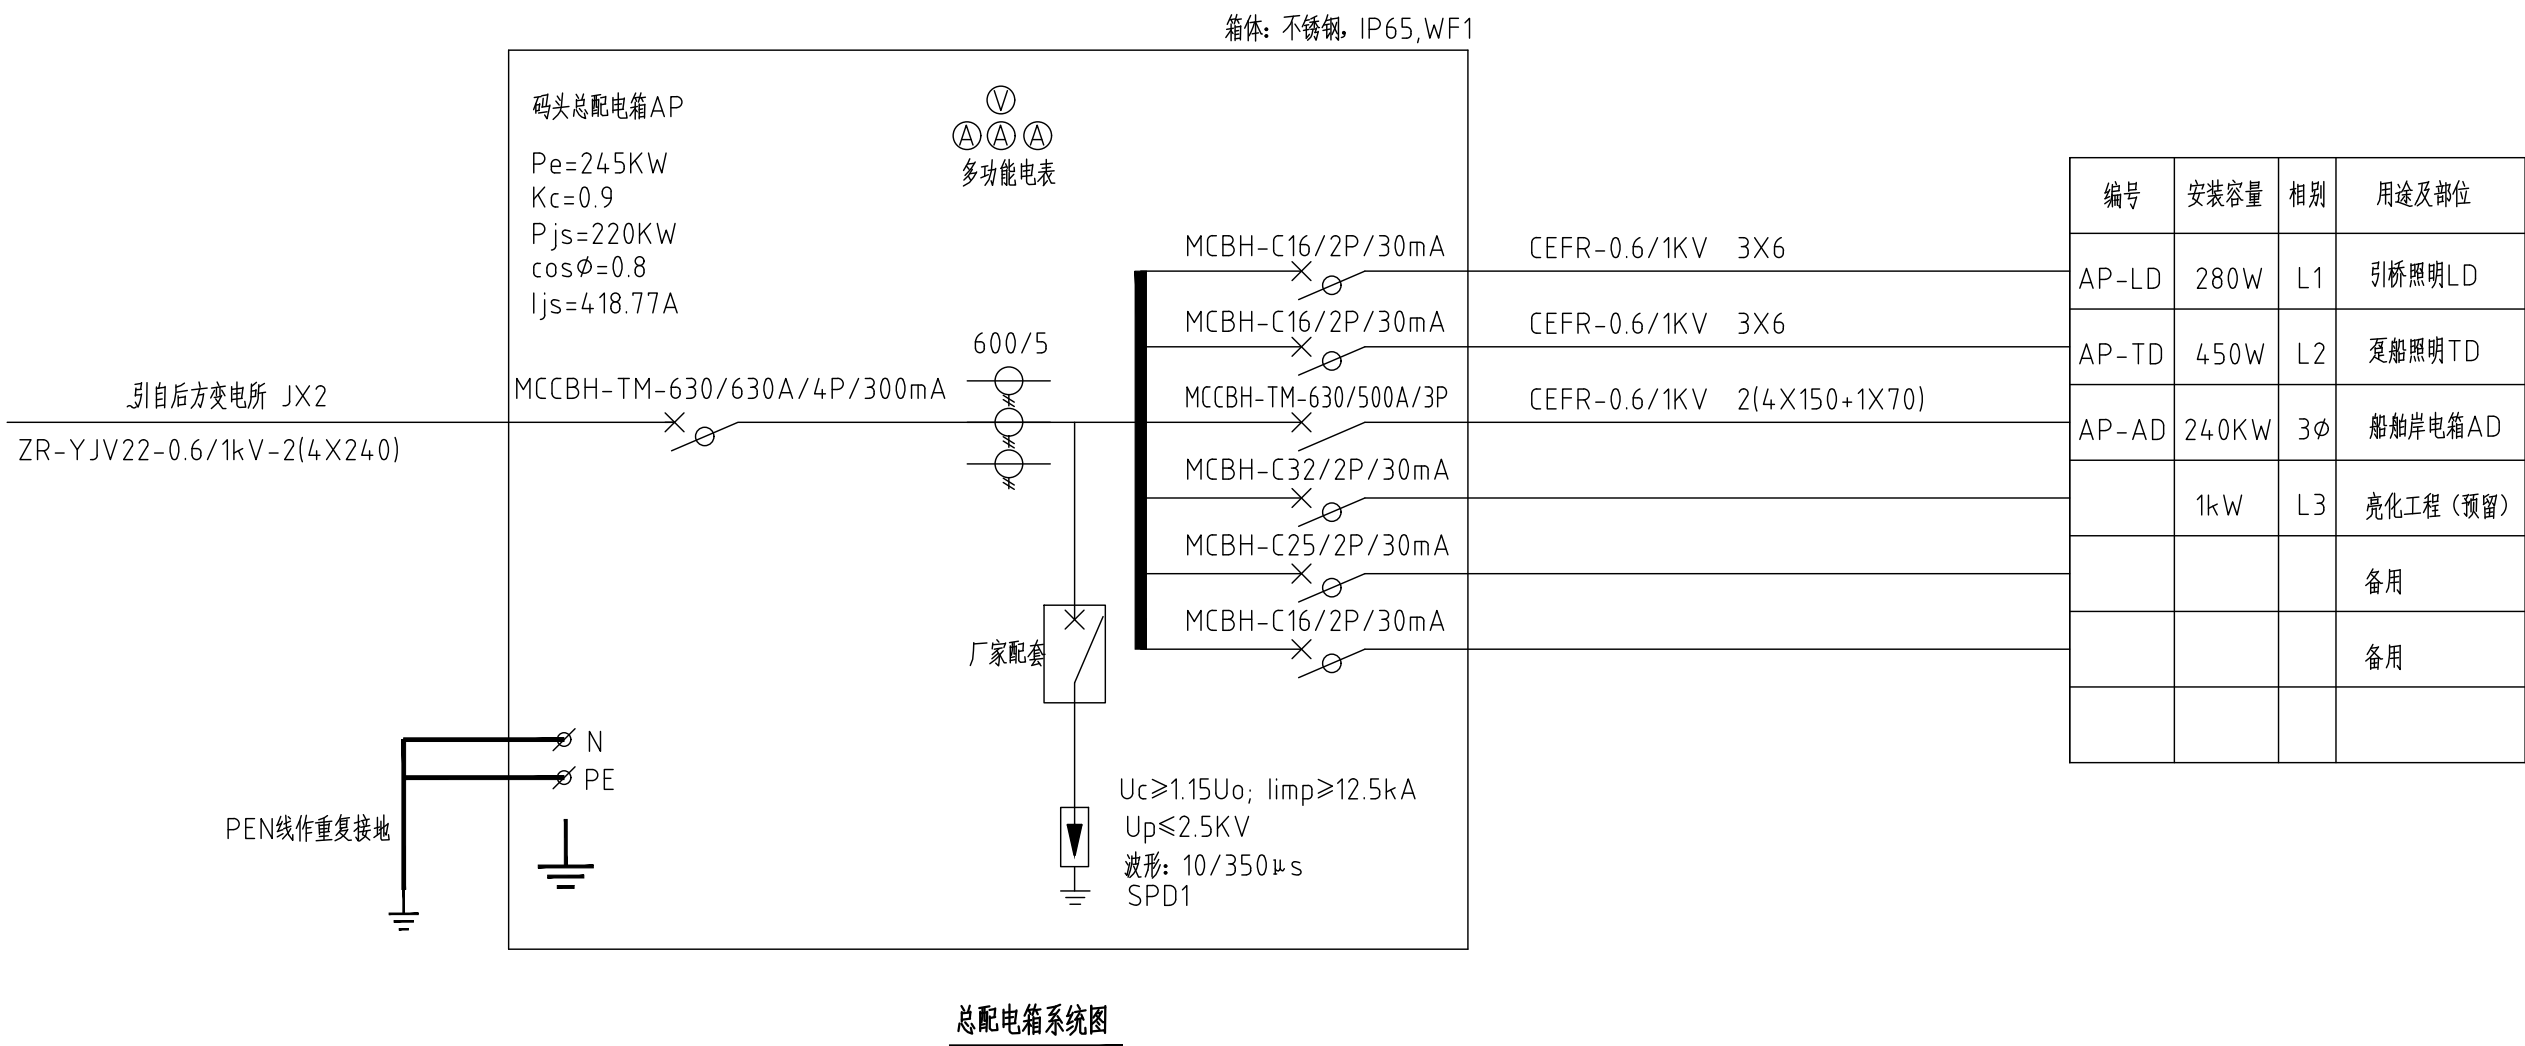 箱体：不锈钢，IP65,WF1
码头总配电箱AP
Pe=245KW
Kc=0.9
Pjs=220KW
cosΦ=0.8
Ijs=418.77A
V
A A A
多功能电表
600/5
引自后方变电所 JX2
ZR-YJV22-0.6/1kV-2(4X240)
MCCBH-TM-630/630A/4P/300mA
MCBH-C16/2P/30mA
CEFR-0.6/1KV 3X6
MCBH-C16/2P/30mA
CEFR-0.6/1KV 3X6
MCCBH-TM-630/500A/3P
CEFR-0.6/1KV 2(4X150+1X70)
MCBH-C32/2P/30mA
MCBH-C25/2P/30mA
MCBH-C16/2P/30mA
编号 安装容量 相别 用途及部位
AP-LD 280W L1 引桥照明LD
AP-TD 450W L2 趸船照明TD
AP-AD 240KW 3Φ 船舶岸电箱AD
1kW L3 亮化工程（预留）
备用
备用
厂家配套
N
PE
PEN线作重复接地
Uc≥1.15Uo; Iimp≥12.5kA
Up≤2.5KV
波形：10/350μs
SPD1
总配电箱系统图